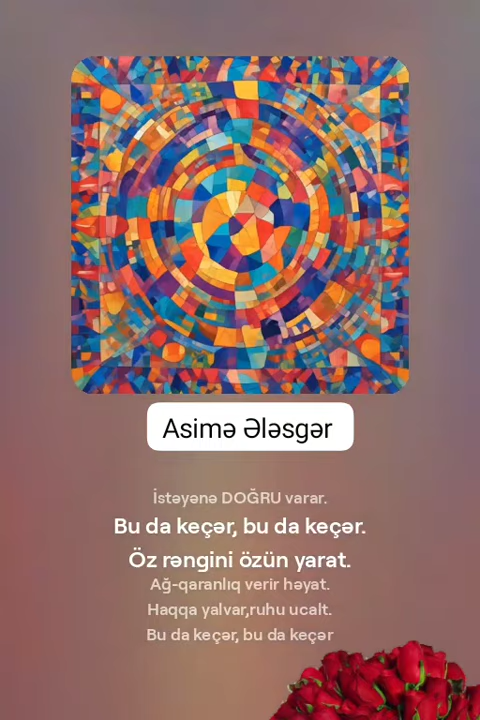 Asimə Ələsgər
İstəyənə DOĞRU varar.
Bu da keçər, bu da keçər.
Öz rəngini özün yarat.
Ağ-qaranlıq verir həyat.
Haqqa yalvar,ruhu ucalt.
Bu da keçər, bu da keçər